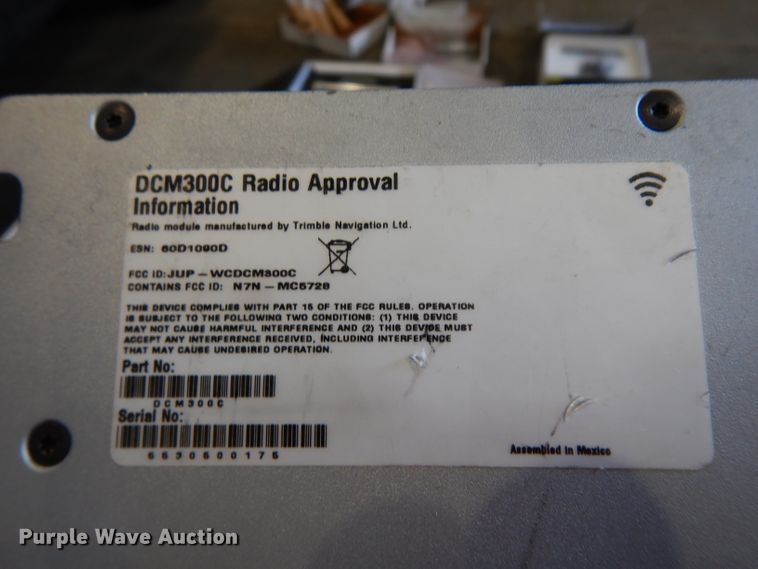 DCM300C Radio Approval
Information
Radio module manufactured by Trimble Navigation Ltd.
ESN: 60D1090D
FCC ID: JUP - WCDCM300C
CONTAINS FCC ID: N7N - MC5728
THIS DEVICE COMPLIES WITH PART 15 OF THE FCC RULES. OPERATION
IS SUBJECT TO THE FOLLOWING TWO CONDITIONS: (1) THIS DEVICE
MAY NOT CAUSE HARMFUL INTERFERENCE AND (2) THIS DEVICE MUST
ACCEPT ANY INTERFERENCE RECEIVED, INCLUDING INTERFERENCE
THAT MAY CAUSE UNDESIRED OPERATION.
Part No:
DCM300C
Serial No:
6530500175
Assembled in Mexico
Purple Wave Auction